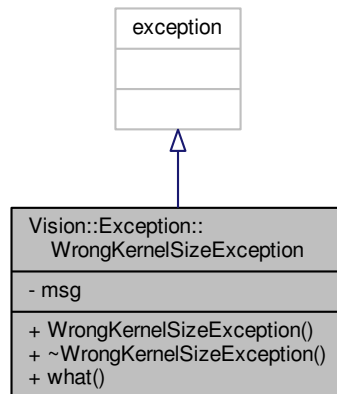 exception
Vision::Exception::
WrongKernelSizeException
- msg
+ WrongKernelSizeException()
+ ~WrongKernelSizeException()
+ what()